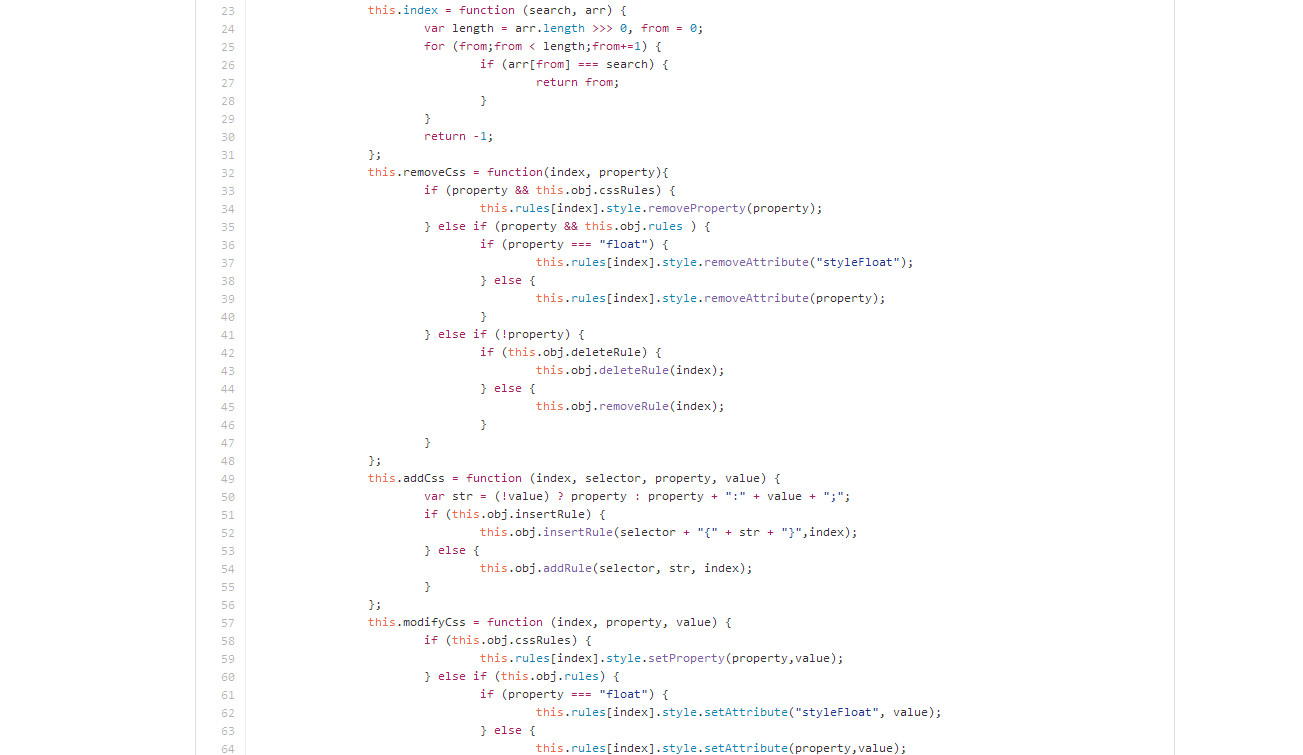 23 this.index = function (search, arr) {
24 var length = arr.length >>> 0, from = 0;
25 for (from;from < length;from+=1) {
26 if (arr[from] === search) {
27 return from;
28 }
29 }
30 return -1;
31 };
32 this.removeCss = function(index, property){
33 if (property && this.obj.cssRules) {
34 this.rules[index].style.removeProperty(property);
35 } else if (property && this.obj.rules ) {
36 if (property === "float") {
37 this.rules[index].style.removeAttribute("styleFloat");
38 } else {
39 this.rules[index].style.removeAttribute(property);
40 }
41 } else if (!property) {
42 if (this.obj.deleteRule) {
43 this.obj.deleteRule(index);
44 } else {
45 this.obj.removeRule(index);
46 }
47 }
48 };
49 this.addCss = function (index, selector, property, value) {
50 var str = (!value) ? property : property + ":" + value + ";";
51 if (this.obj.insertRule) {
52 this.obj.insertRule(selector + "{" + str + "}",index);
53 } else {
54 this.obj.addRule(selector, str, index);
55 }
56 };
57 this.modifyCss = function (index, property, value) {
58 if (this.obj.cssRules) {
59 this.rules[index].style.setProperty(property,value);
60 } else if (this.obj.rules) {
61 if (property === "float") {
62 this.rules[index].style.setAttribute("styleFloat", value);
63 } else {
64 this.rules[index].style.setAttribute(property,value);